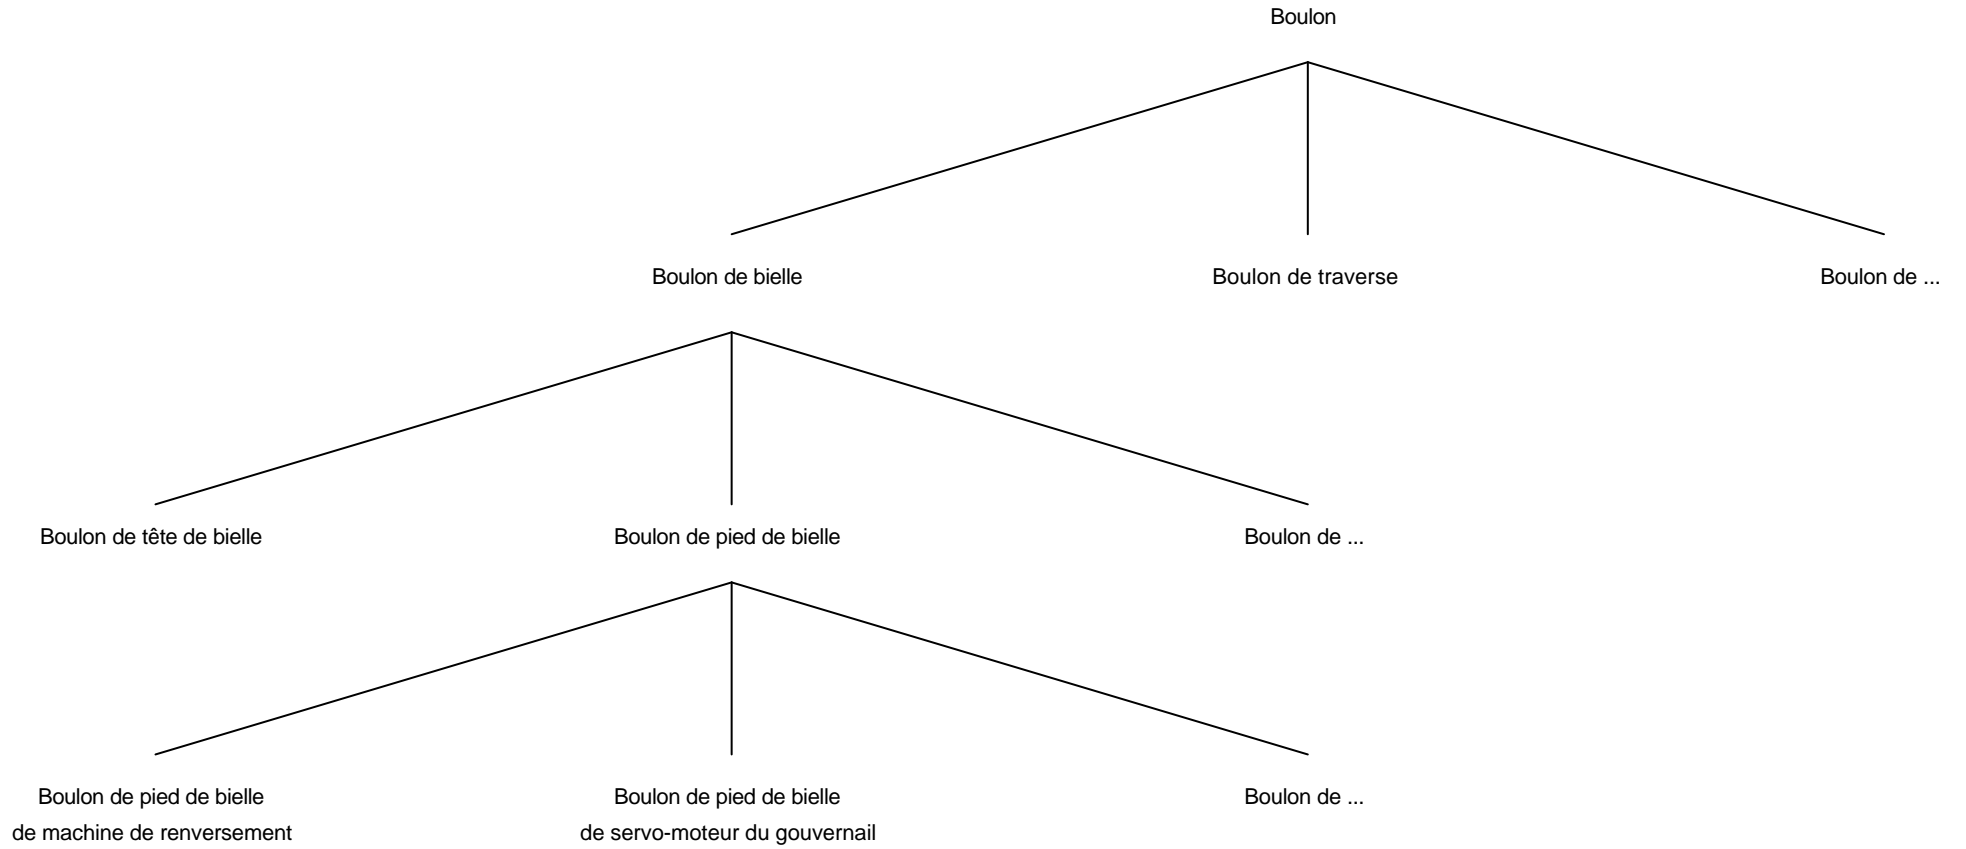 Boulon
Boulon de bielle
Boulon de traverse
Boulon de ...
Boulon de tête de bielle
Boulon de pied de bielle
Boulon de ...
Boulon de pied de bielle
de machine de renversement
Boulon de pied de bielle
de servo-moteur du gouvernail
Boulon de ...